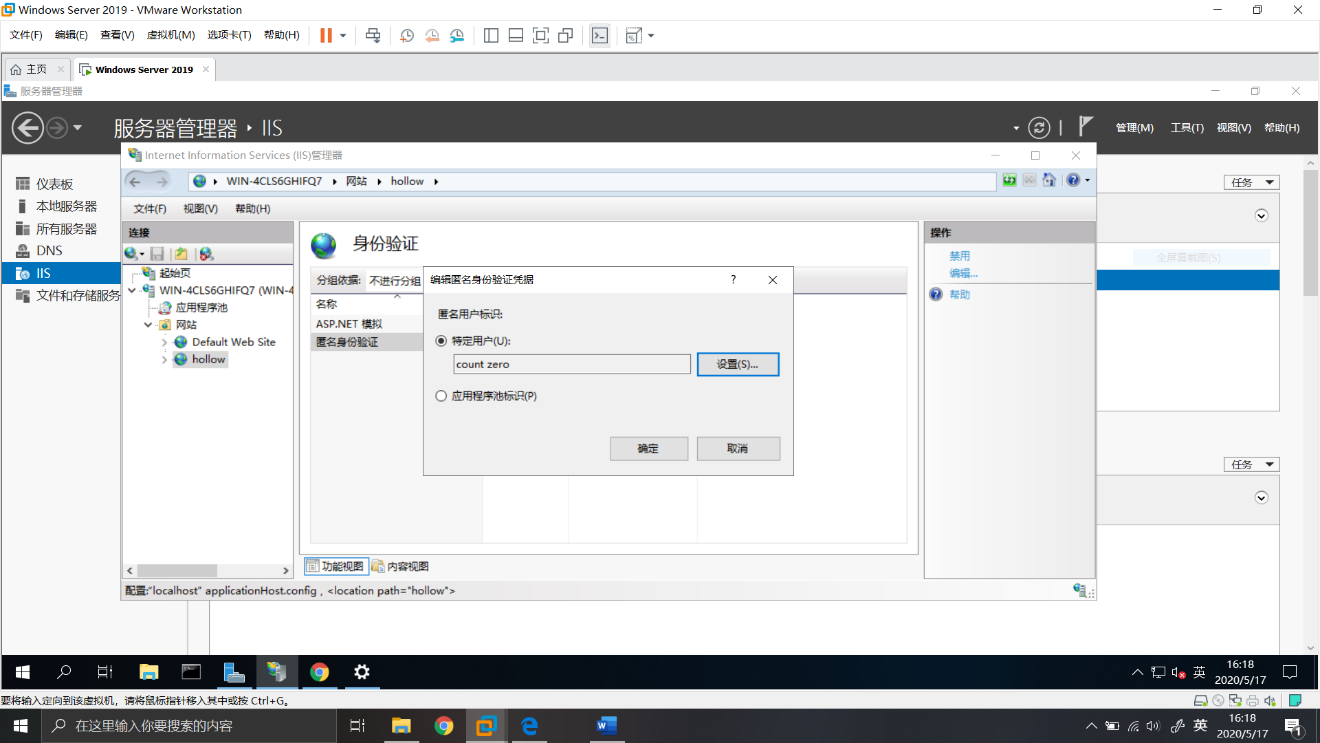 Windows Server 2019 - VMware Workstation
文件(F) 编辑(E) 查看(V) 虚拟机(M) 选项卡(T) 帮助(H)
主页 Windows Server 2019
服务器管理器
服务器管理器 IIS 管理(M) 工具(T) 视图(V) 帮助(H)
Internet Information Services (IIS)管理器
WIN-4CLS6GHIFQ7 网站 hollow
文件(F) 视图(V) 帮助(H)
仪表板
本地服务器
所有服务器
DNS
IIS
文件和存储服务
连接
起始页
WIN-4CLS6GHIFQ7 (WIN-4
应用程序池
网站
Default Web Site
hollow
身份验证
分组依据: 不进行分组
名称
ASP.NET 模拟
匿名身份验证
编辑匿名身份验证凭据 ?
匿名用户标识:
特定用户(U):
count zero 设置(S)...
应用程序池标识(P)
确定 取消
操作
禁用
编辑...
帮助
任务
全屏幕截图(S)
任务
功能视图 内容视图
配置:"localhost" applicationHost.config , <location path="hollow">
英 16:18
2020/5/17
要将输入定向到该虚拟机，请将鼠标指针移入其中或按 Ctrl+G。
在这里输入你要搜索的内容
英 16:18
2020/5/17
1